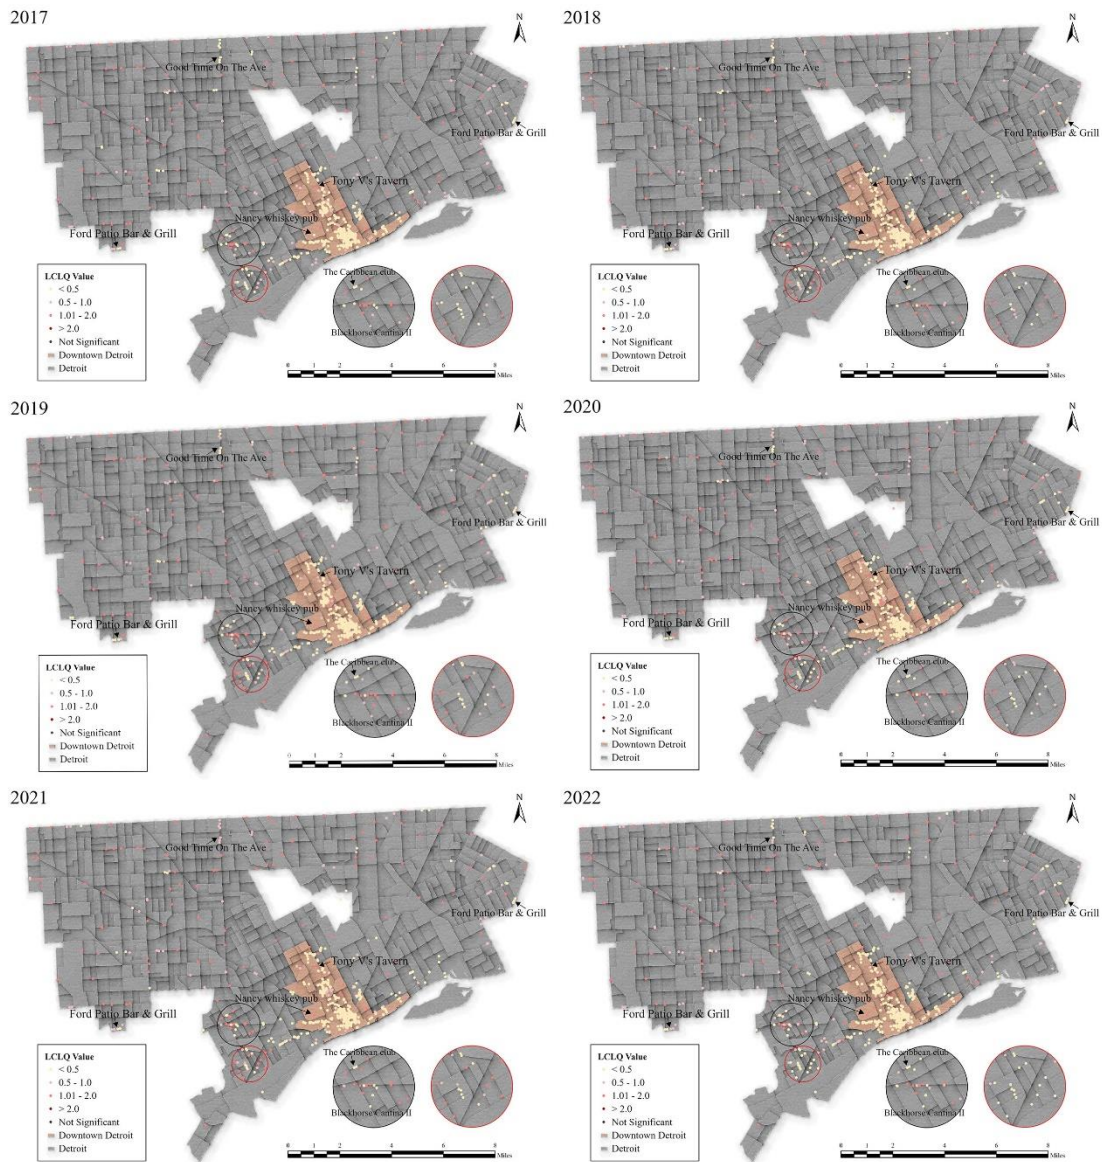 2017
N
Good Time On The Ave
Ford Patio Bar & Grill
Tony V's Tavern
Nancy whiskey pub
Ford Patio Bar & Grill
The Caribbean club
Blackhorse Cantina II
LCLQ Value
< 0.5
0.5 - 1.0
1.01 - 2.0
> 2.0
Not Significant
Downtown Detroit
Detroit
0 2 4 6 8
Miles
2018
N
Good Time On The Ave
Ford Patio Bar & Grill
Tony V's Tavern
Nancy whiskey pub
Ford Patio Bar & Grill
The Caribbean club
Blackhorse Cantina II
LCLQ Value
< 0.5
0.5 - 1.0
1.01 - 2.0
> 2.0
Not Significant
Downtown Detroit
Detroit
0 2 4 6 8
Miles
2019
N
Good Time On The Ave
Ford Patio Bar & Grill
Tony V's Tavern
Nancy whiskey pub
Ford Patio Bar & Grill
The Caribbean club
Blackhorse Cantina II
LCLQ Value
< 0.5
0.5 - 1.0
1.01 - 2.0
> 2.0
Not Significant
Downtown Detroit
Detroit
0 2 4 6 8
Miles
2020
N
Good Time On The Ave
Ford Patio Bar & Grill
Tony V's Tavern
Nancy whiskey pub
Ford Patio Bar & Grill
The Caribbean club
Blackhorse Cantina II
LCLQ Value
< 0.5
0.5 - 1.0
1.01 - 2.0
> 2.0
Not Significant
Downtown Detroit
Detroit
0 2 4 6 8
Miles
2021
N
Good Time On The Ave
Ford Patio Bar & Grill
Tony V's Tavern
Nancy whiskey pub
Ford Patio Bar & Grill
The Caribbean club
Blackhorse Cantina II
LCLQ Value
< 0.5
0.5 - 1.0
1.01 - 2.0
> 2.0
Not Significant
Downtown Detroit
Detroit
0 2 4 6 8
Miles
2022
N
Good Time On The Ave
Ford Patio Bar & Grill
Tony V's Tavern
Nancy whiskey pub
Ford Patio Bar & Grill
The Caribbean club
Blackhorse Cantina II
LCLQ Value
< 0.5
0.5 - 1.0
1.01 - 2.0
> 2.0
Not Significant
Downtown Detroit
Detroit
0 2 4 6 8
Miles